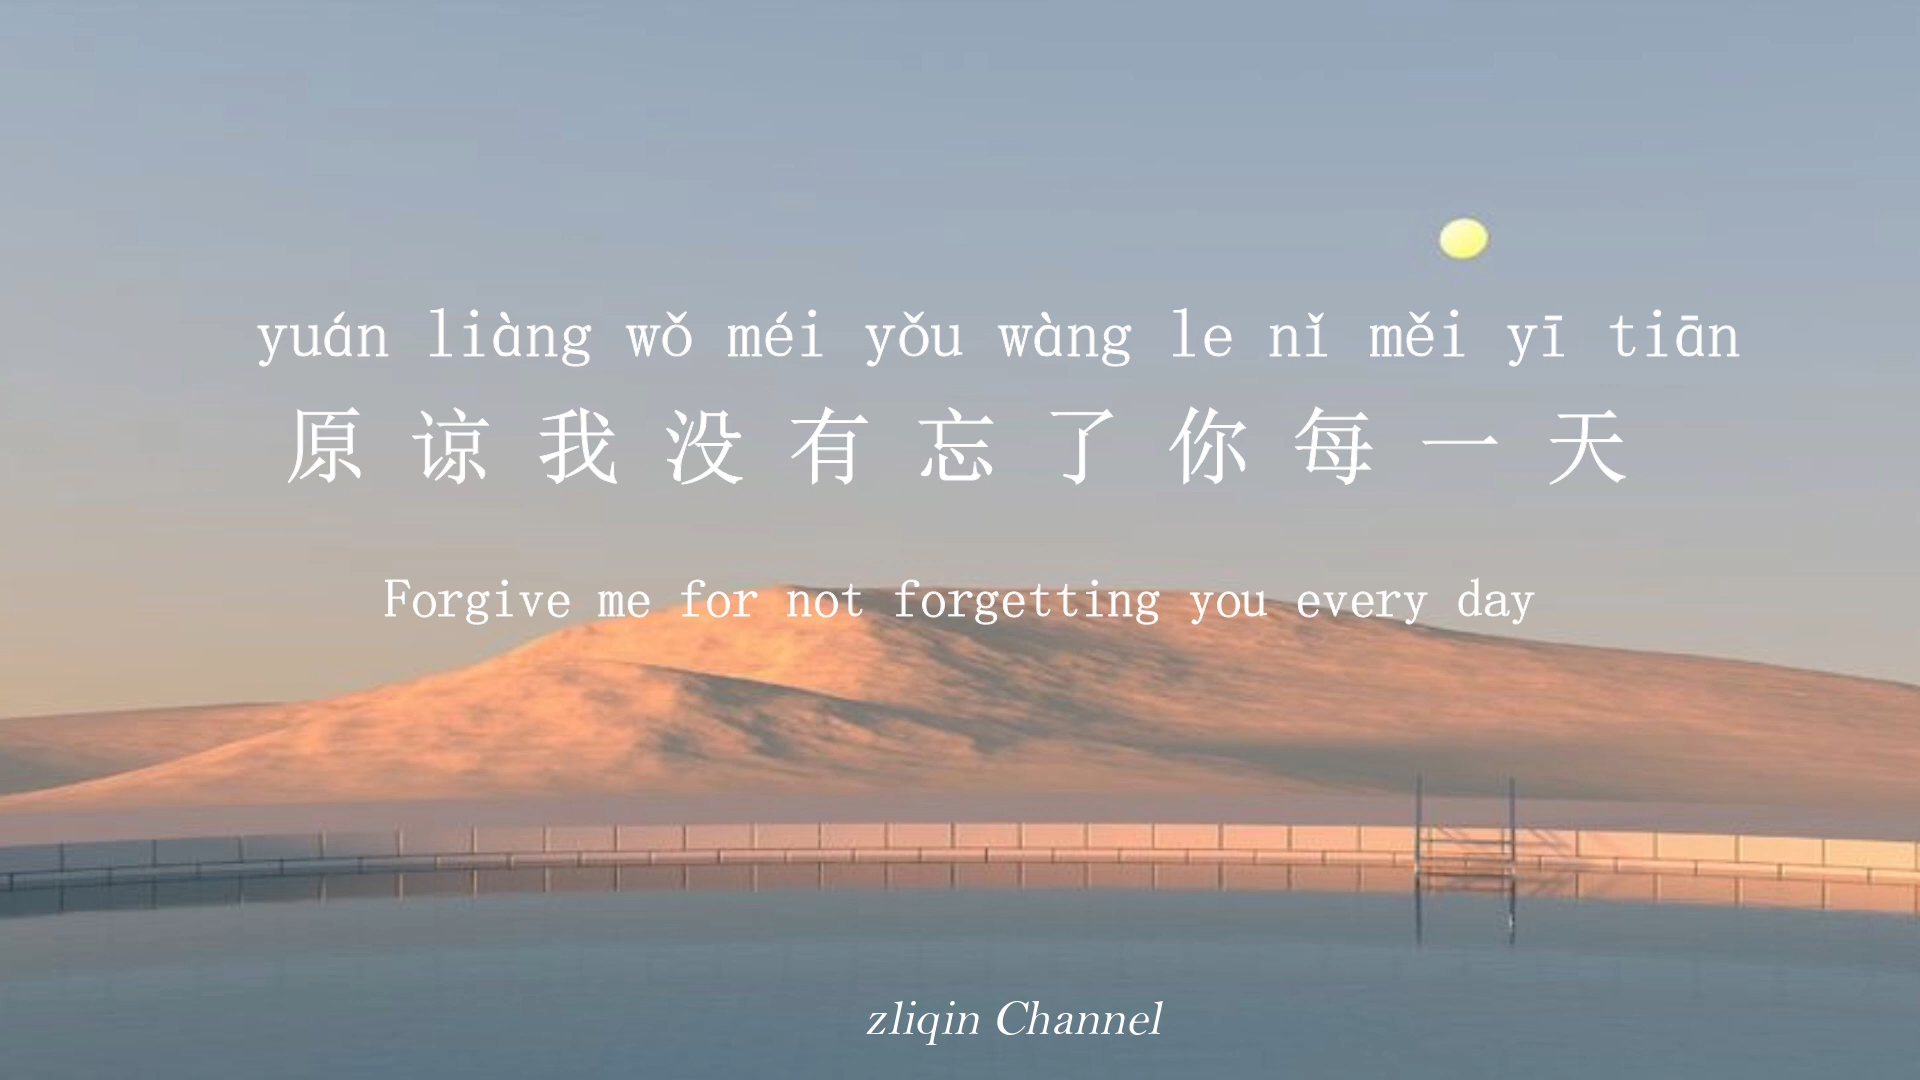 yuán liàng wǒ méi yǒu wàng le nǐ měi yī tiān
原 谅 我 没 有 忘 了 你 每 一 天
Forgive me for not forgetting you every day
zliqin Channel